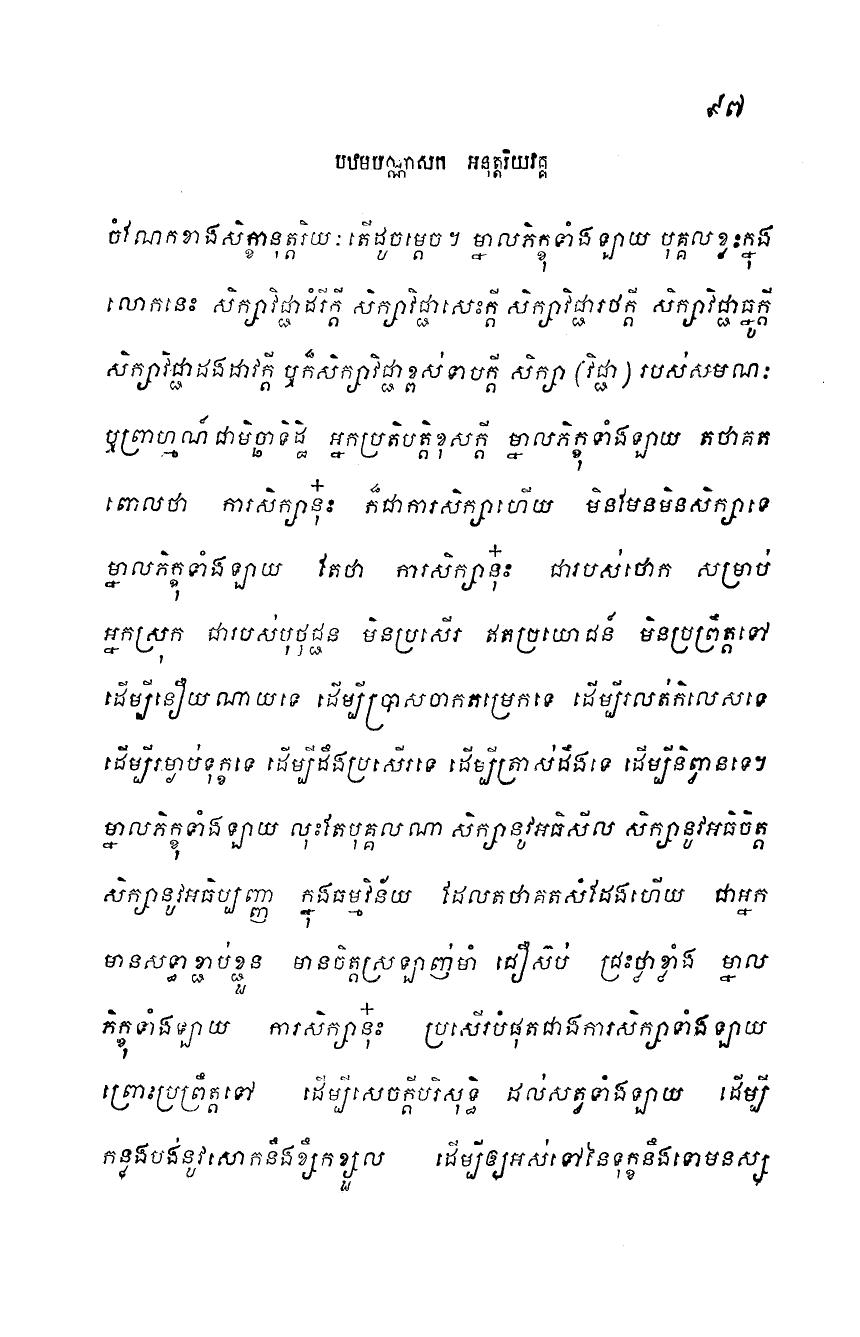 ៩៧
បឋមបណ្ណាសក អនុត្តរិយវគ្គ
ចំណែកខាងសិក្ខានុត្តរិយៈ តើដូចម្តេច។ ម្នាលភិក្ខុទាំងឡាយ បុគ្គលខ្លះក្នុង
លោកនេះ សិក្សាវិជ្ជាដំរីក្តី សិក្សាវិជ្ជាសេះក្តី សិក្សាវិជ្ជារថក្តី សិក្សាវិជ្ជាធ្នូក្តី
សិក្សាវិជ្ជាដងដាវក្តី ឬក៏សិក្សាវិជ្ជាខ្ពស់ទាបក្តី សិក្សា (វិជ្ជា) របស់សមណៈ
ឬព្រាហ្មណ៍ជាមិច្ឆាទិដ្ឋិ អ្នកប្រតិបត្តិខុសក្តី ម្នាលភិក្ខុទាំងឡាយ តថាគត
ពោលថា ការសិក្សានុ៎ះ ក៏ជាការសិក្សាហើយ មិនមែនមិនសិក្សាទេ
ម្នាលភិក្ខុទាំងឡាយ តែថា ការសិក្សានុ៎ះ ជារបស់ថោក សម្រាប់
អ្នកស្រុក ជារបស់បុថុជ្ជន មិនប្រសើរ ឥតប្រយោជន៍ មិនប្រព្រឹត្តទៅ
ដើម្បីនឿយណាយទេ ដើម្បីប្រាសចាកតម្រេកទេ ដើម្បីរលត់កិលេសទេ
ដើម្បីរម្ងាប់ទុក្ខទេ ដើម្បីដឹងប្រសើរទេ ដើម្បីត្រាស់ដឹងទេ ដើម្បីនិព្វានទេ។
ម្នាលភិក្ខុទាំងឡាយ លុះតែបុគ្គលណា សិក្សានូវអធិសីល សិក្សានូវអធិចិត្ត
សិក្សានូវអធិប្បញ្ញា ក្នុងធម្មវិន័យ ដែលតថាគតសំដែងហើយ ជាអ្នក
មានសទ្ធាខ្ជាប់ខ្ជួន មានចិត្តស្រឡាញ់មាំ ជឿស៊ប់ ជ្រះថ្លាខ្លាំង ម្នាល
ភិក្ខុទាំងឡាយ ការសិក្សានុ៎ះ ប្រសើរបំផុតជាងការសិក្សាទាំងឡាយ
ព្រោះប្រព្រឹត្តទៅ ដើម្បីសេចក្តីបរិសុទ្ធិ ដល់សត្វទាំងឡាយ ដើម្បី
កន្លងបង់នូវសោកនឹងខ្សឹកខ្សួល ដើម្បីឲ្យអស់ទៅនៃទុក្ខនឹងទោមនស្ស